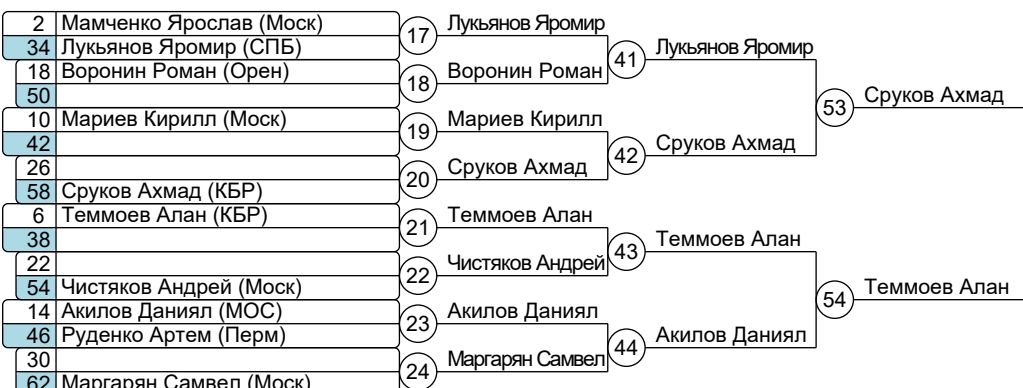 2 Мамченко Ярослав (Моск)
34 Лукьянов Яромир (СПБ)
18 Воронин Роман (Орен)
50
10 Мариев Кирилл (Моск)
42
26
58 Сруков Ахмад (КБР)
6 Теммоев Алан (КБР)
38
22
54 Чистяков Андрей (Моск)
14 Акилов Даниял (МОС)
46 Руденко Артем (Перм)
30
62 Маргарян Самвел (Моск)
17 Лукьянов Яромир
18 Воронин Роман
19 Мариев Кирилл
20 Сруков Ахмад
21 Теммоев Алан
22 Чистяков Андрей
23 Акилов Даниял
24 Маргарян Самвел
41 Лукьянов Яромир
42 Сруков Ахмад
43 Теммоев Алан
44 Акилов Даниял
53 Сруков Ахмад
54 Теммоев Алан